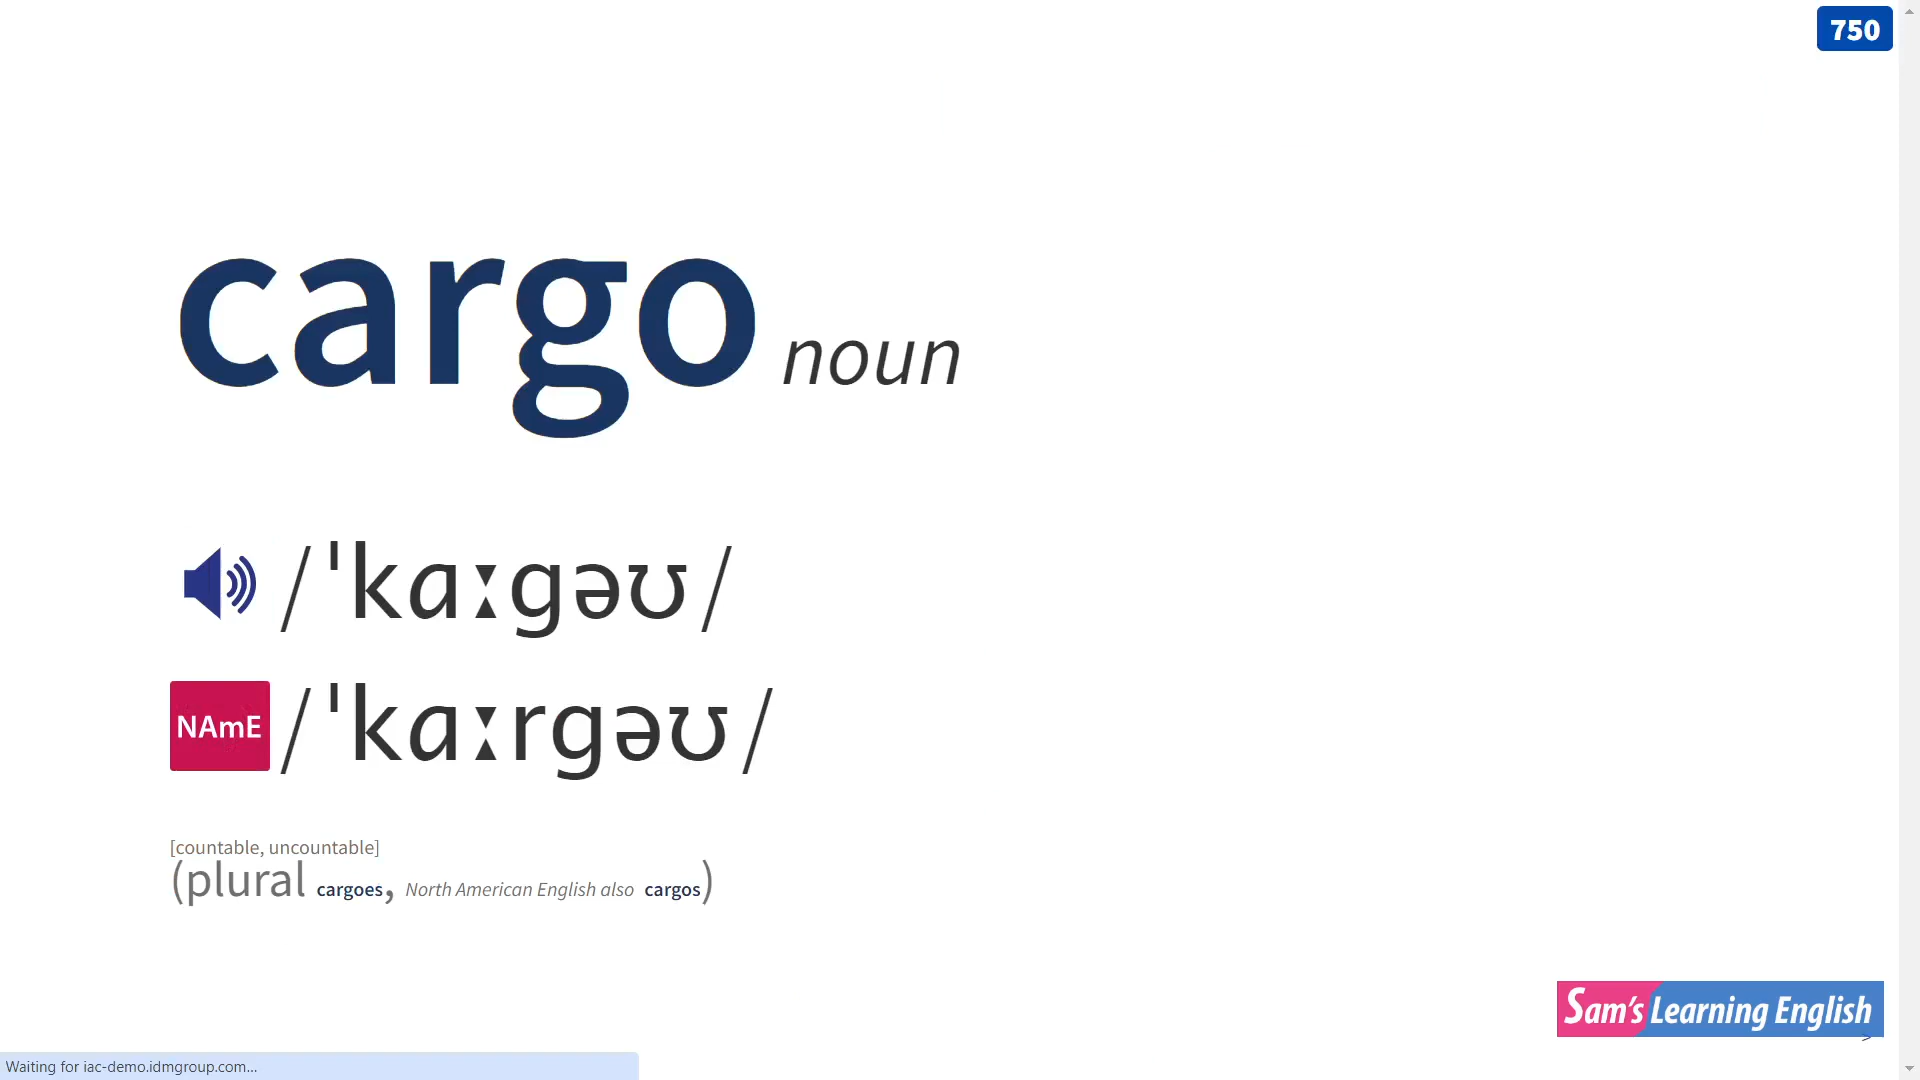 750
cargo noun
/ˈkɑːɡəʊ/
NAmE /ˈkɑːrɡəʊ/
[countable, uncountable]
(plural cargoes, North American English also cargos)
Sam's Learning English
>
Waiting for iac-demo.idmgroup.com...